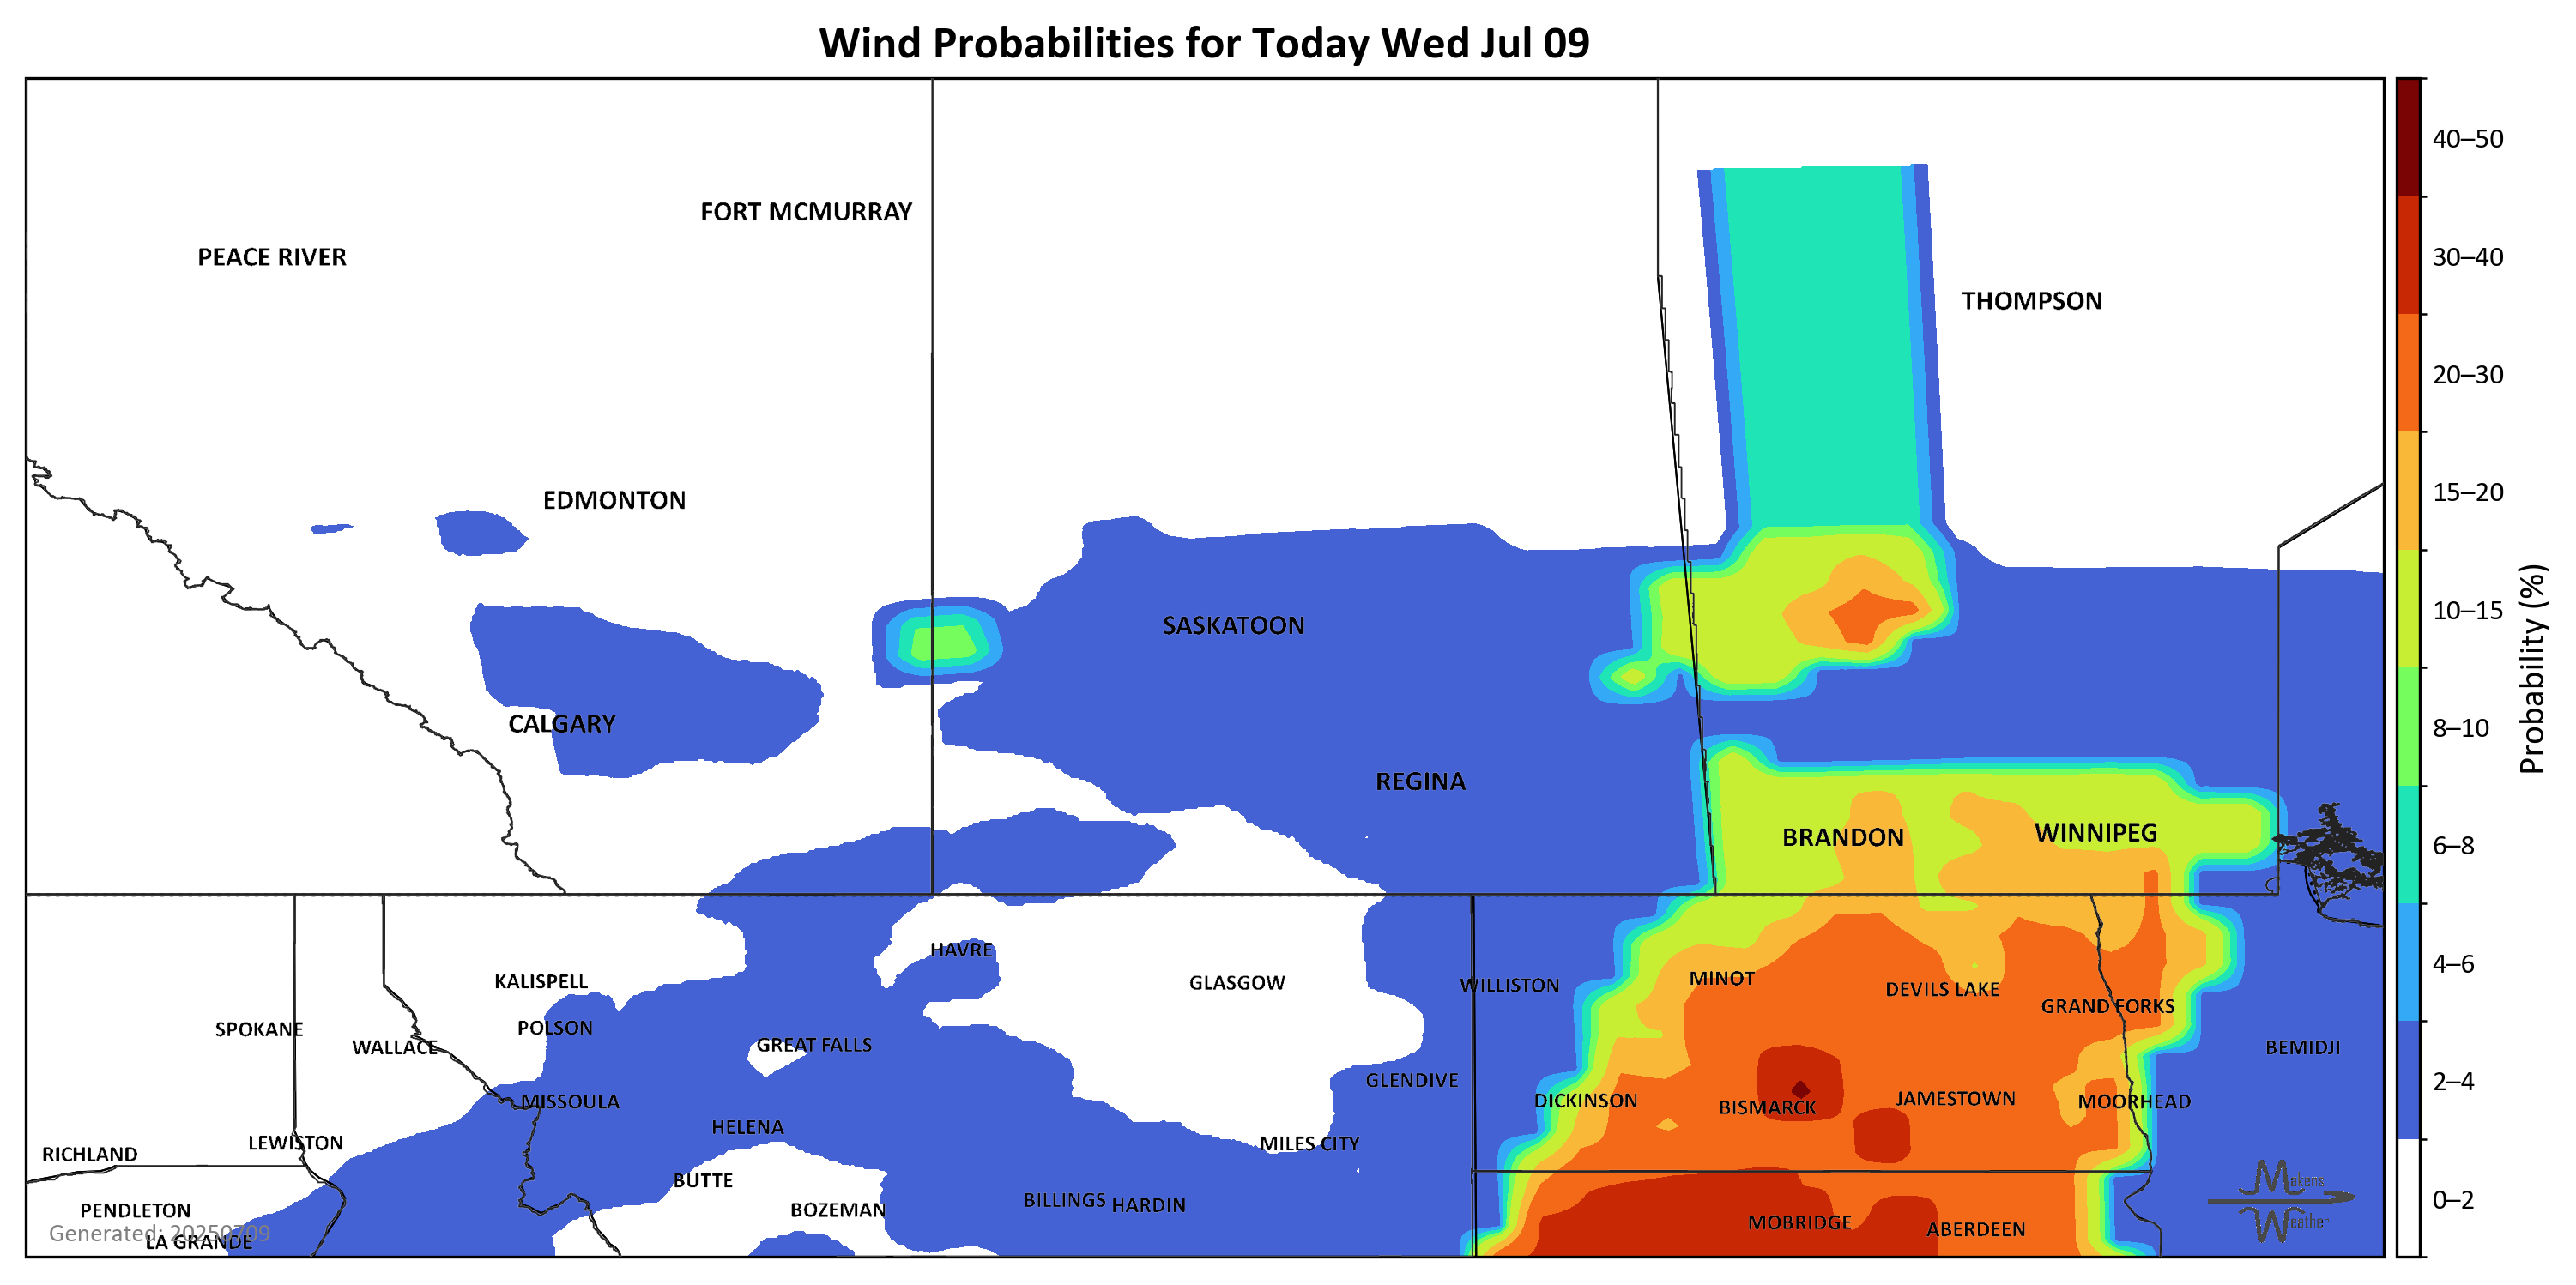 Wind Probabilities for Today Wed Jul 09
40–50
FORT MCMURRAY
PEACE RIVER
30–40
THOMPSON
20–30
EDMONTON
15–20
SASKATOON
10–15
Probability (%)
CALGARY
8–10
REGINA
BRANDON
WINNIPEG
6–8
HAVRE
4–6
KALISPELL
GLASGOW
WILLISTON
MINOT
DEVILS LAKE
GRAND FORKS
SPOKANE
POLSON
WALLACE
GREAT FALLS
BEMIDJI
GLENDIVE
2–4
MISSOULA
DICKINSON
BISMARCK
JAMESTOWN
MOORHEAD
HELENA
LEWISTON
MILES CITY
RICHLAND
BUTTE
BILLINGS
HARDIN
0–2
PENDLETON
BOZEMAN
MOBRIDGE
ABERDEEN
Generated: 20250709
LA GRANDE
Makens
Weather